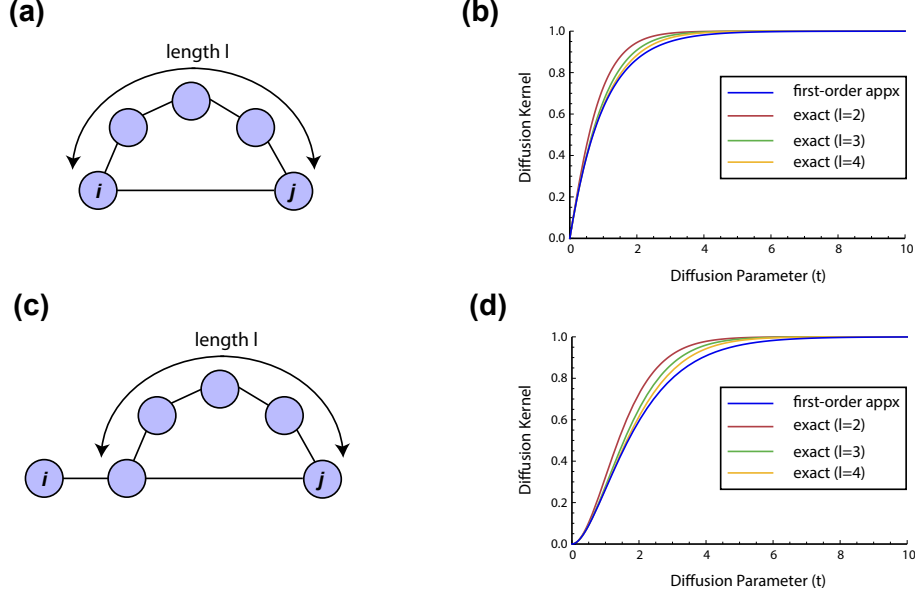 (a)
length l
i
j
(b)
Diffusion Kernel
1.0
0.8
0.6
0.4
0.2
0.0
first-order appx
exact (l=2)
exact (l=3)
exact (l=4)
0 2 4 6 8 10
Diffusion Parameter (t)
(c)
length l
i
j
(d)
Diffusion Kernel
1.0
0.8
0.6
0.4
0.2
0.0
first-order appx
exact (l=2)
exact (l=3)
exact (l=4)
0 2 4 6 8 10
Diffusion Parameter (t)